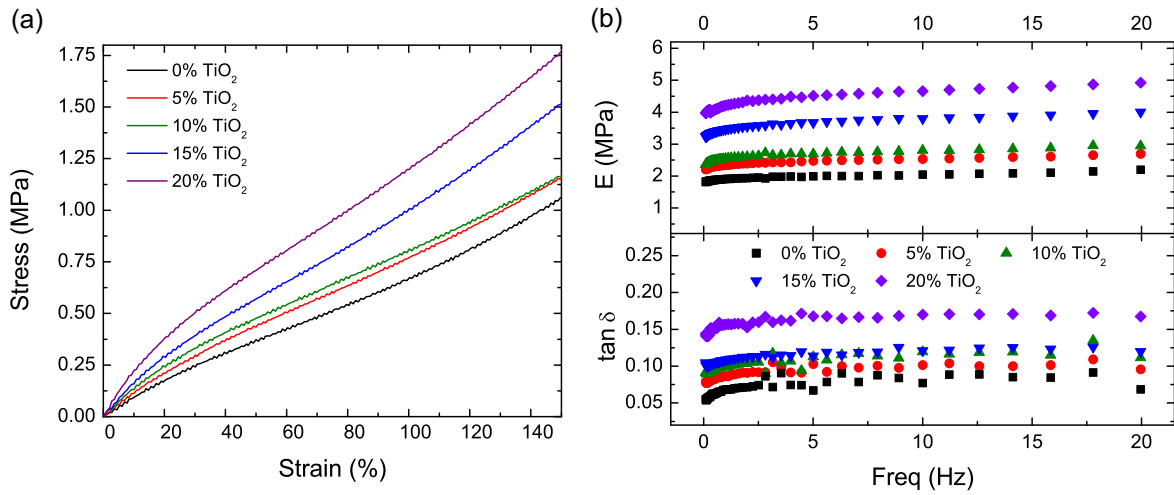 (a)
1.75
1.50
1.25
1.00
0.75
0.50
0.25
0.00
Stress (MPa)
0% TiO₂
5% TiO₂
10% TiO₂
15% TiO₂
20% TiO₂
0 20 40 60 80 100 120 140
Strain (%)
(b)
0 5 10 15 20
6
5
4
3
2
1
E (MPa)
0% TiO₂ 5% TiO₂ 10% TiO₂
15% TiO₂ 20% TiO₂
0.25
0.20
0.15
0.10
0.05
tan δ
0 5 10 15 20
Freq (Hz)